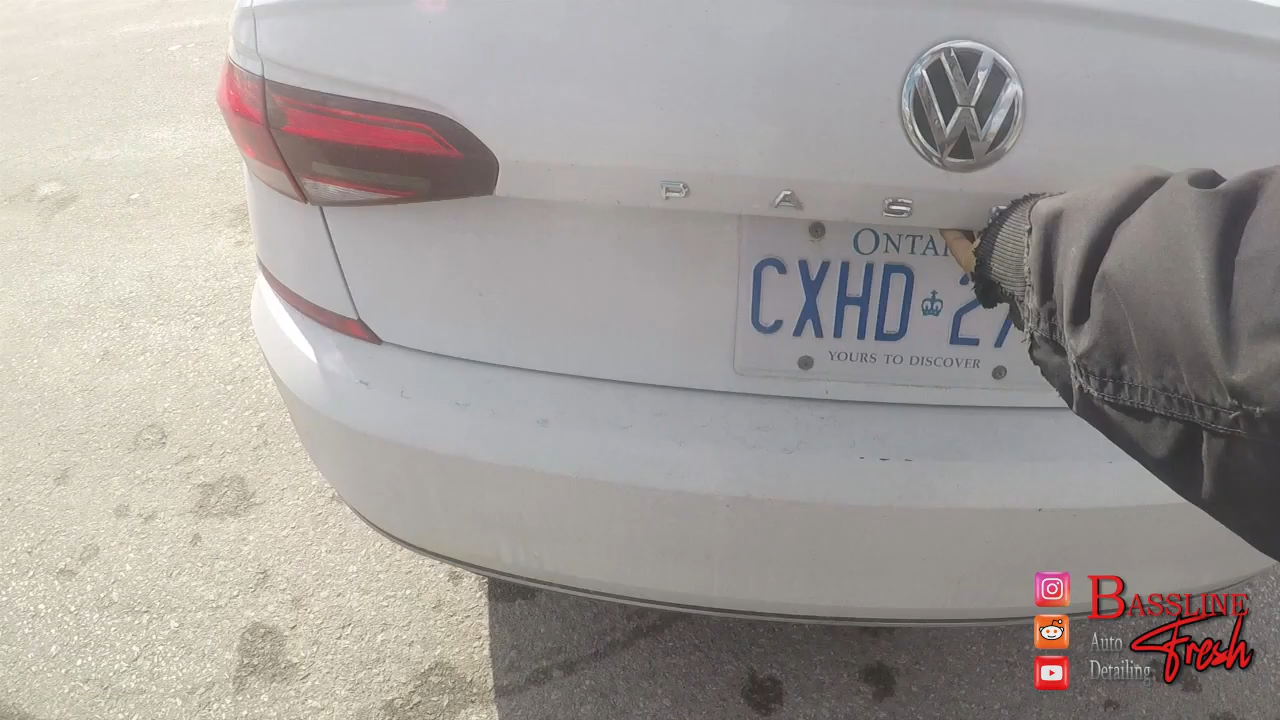 PAS
ONTA
CXHD 27
YOURS TO DISCOVER
BASSLINE
Auto Fresh
Detailing